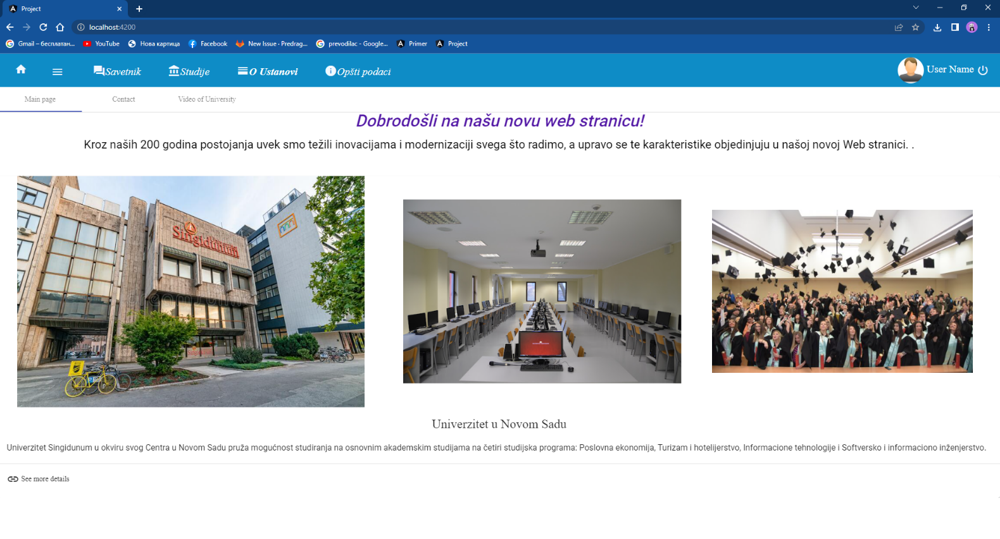 Project
localhost:4200
Gmail – бесплатан...
YouTube
Нова картица
Facebook
New Issue · Predrag...
prevodilac - Google...
Primer
Project
Savetnik
Studije
O Ustanovi
Opšti podaci
User Name
Main page
Contact
Video of University
Dobrodošli na našu novu web stranicu!
Kroz naših 200 godina postojanja uvek smo težili inovacijama i modernizaciji svega što radimo, a upravo se te karakteristike objedinjuju u našoj novoj Web stranici. .
Singidunum
Univerzitet u Novom Sadu
Univerzitet Singidunum u okviru svog Centra u Novom Sadu pruža mogućnost studiranja na osnovnim akademskim studijama na četiri studijska programa: Poslovna ekonomija, Turizam i hotelijerstvo, Informacione tehnologije i Softversko i informaciono inženjerstvo.
See more details